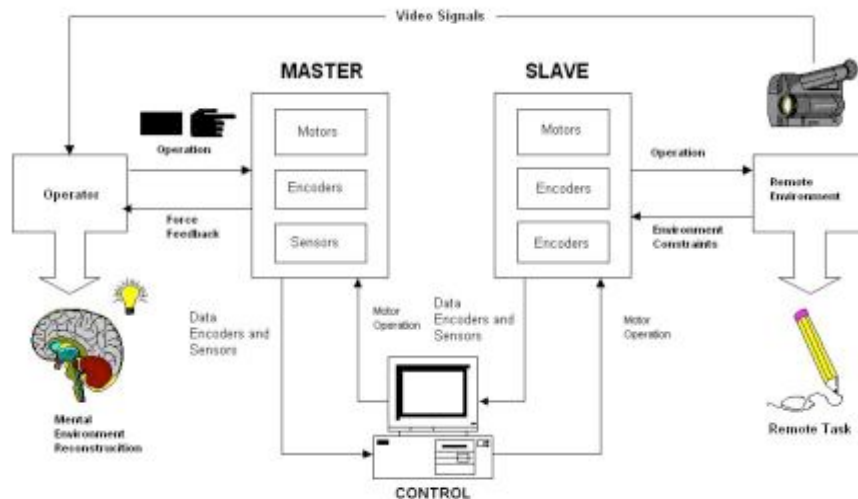 Video Signals
MASTER
SLAVE
Motors
Encoders
Sensors
Motors
Encoders
Encoders
Operation
Operator
Force
Feedback
Operation
Remote
Environment
Environment
Constraints
Data
Encoders and
Sensors
Motor
Operation
Data
Encoders and
Sensors
Motor
Operation
Mental
Environment
Reconstrucition
Remote Task
CONTROL